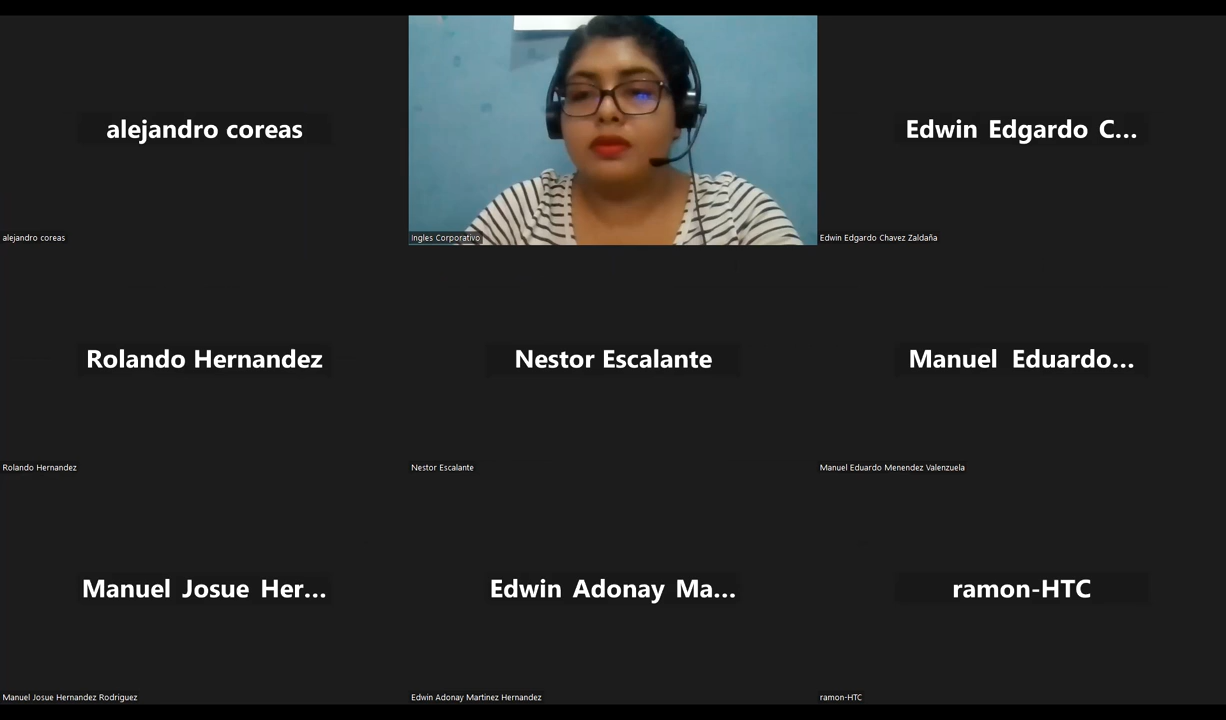 alejandro coreas
alejandro coreas
Ingles Corporativo
Edwin Edgardo C...
Edwin Edgardo Chavez Zaldaña
Rolando Hernandez
Rolando Hernandez
Nestor Escalante
Nestor Escalante
Manuel Eduardo...
Manuel Eduardo Menendez Valenzuela
Manuel Josue Her...
Manuel Josue Hernandez Rodriguez
Edwin Adonay Ma...
Edwin Adonay Martinez Hernandez
ramon-HTC
ramon-HTC